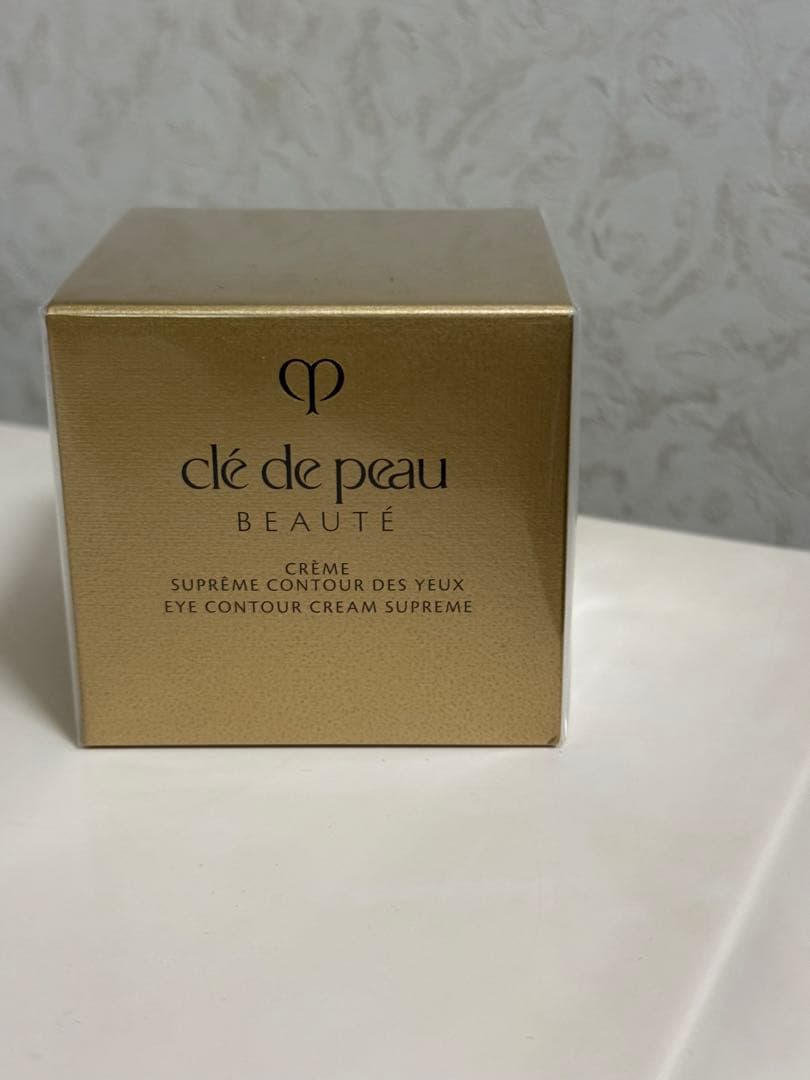 clé de peau
BEAUTÉ
CRÈME
SUPRÊME CONTOUR DES YEUX
EYE CONTOUR CREAM SUPREME